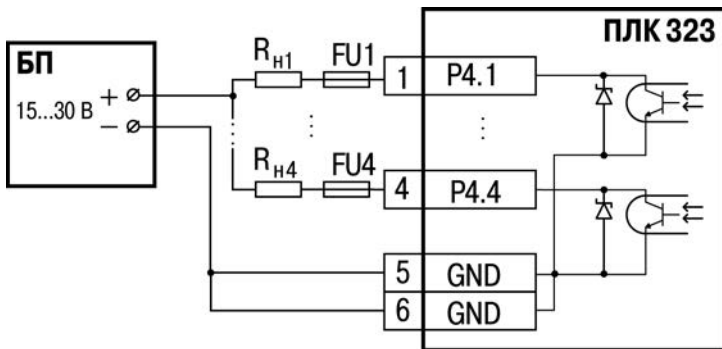 ПЛК 323
БП
+
15...30 В
–
Rн1
FU1
1
P4.1
Rн4
FU4
4
P4.4
5
GND
6
GND